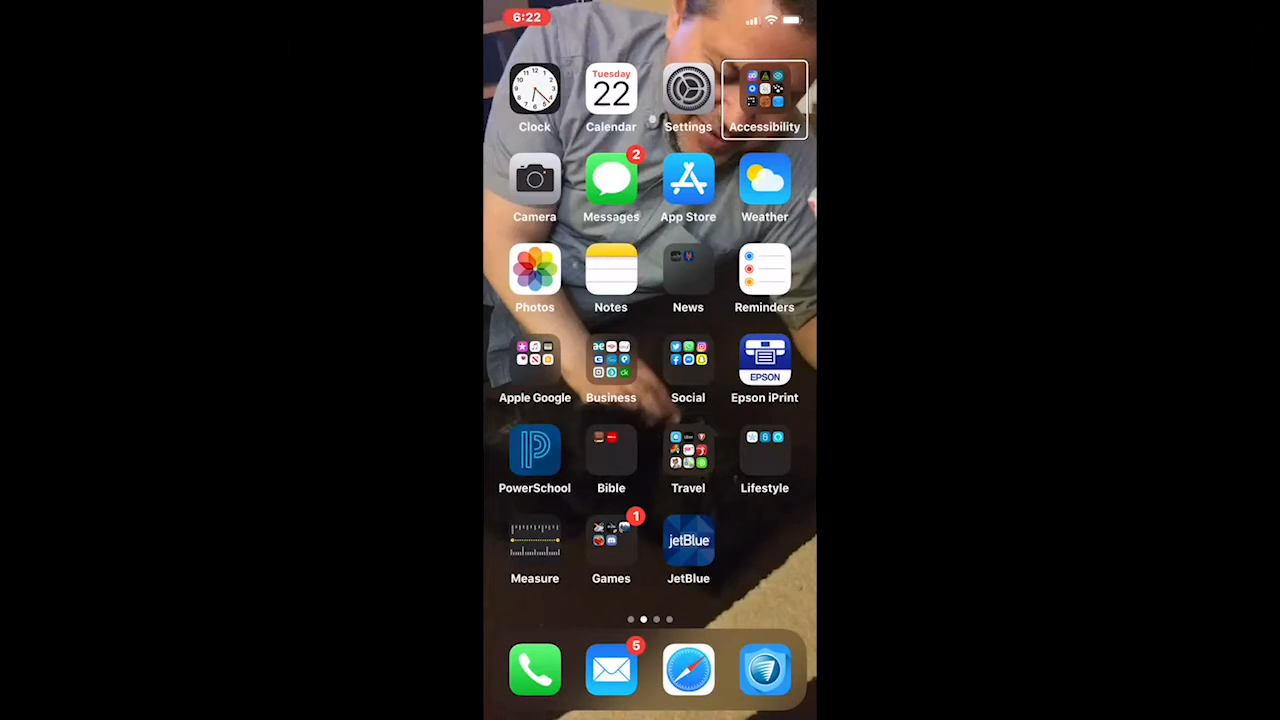 6:22
Tuesday
22
Clock
Calendar
Settings
Accessibility
2
Camera
Messages
App Store
Weather
Photos
Notes
News
Reminders
EPSON
Apple Google
Business
Social
Epson iPrint
PowerSchool
Bible
Travel
Lifestyle
1
jetBlue
Measure
Games
JetBlue
5